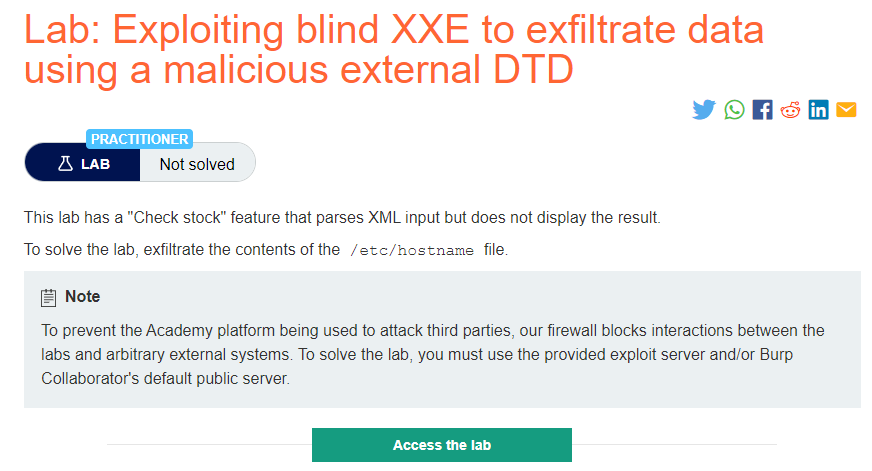 Lab: Exploiting blind XXE to exfiltrate data
using a malicious external DTD
in
PRACTITIONER
LAB
Not solved
This lab has a "Check stock" feature that parses XML input but does not display the result.
To solve the lab, exfiltrate the contents of the /etc/hostname file.
Note
To prevent the Academy platform being used to attack third parties, our firewall blocks interactions between the
labs and arbitrary external systems. To solve the lab, you must use the provided exploit server and/or Burp
Collaborator's default public server.
Access the lab